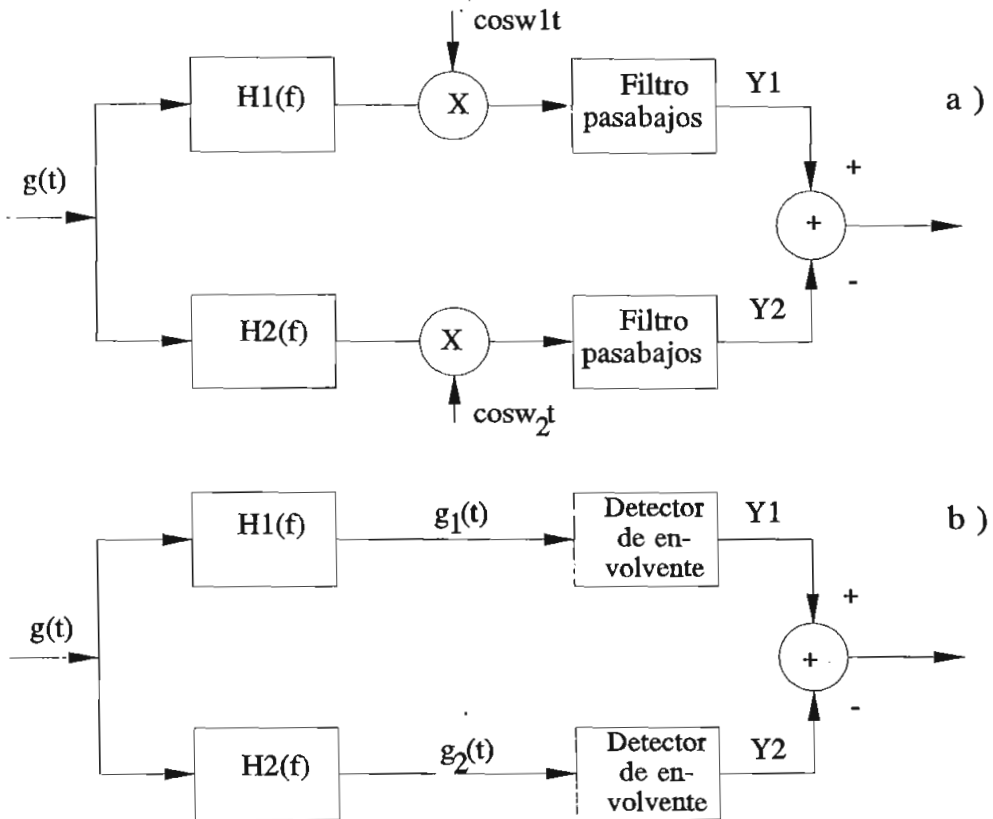 cosw1t
H1(f)
X
Filtro
pasabajos
Y1
a )
+
g(t)
+
-
H2(f)
X
Filtro
pasabajos
Y2
cosw2t
H1(f)
g1(t)
Detector
de en-
volvente
Y1
b )
+
g(t)
+
-
H2(f)
g2(t)
Detector
de en-
volvente
Y2